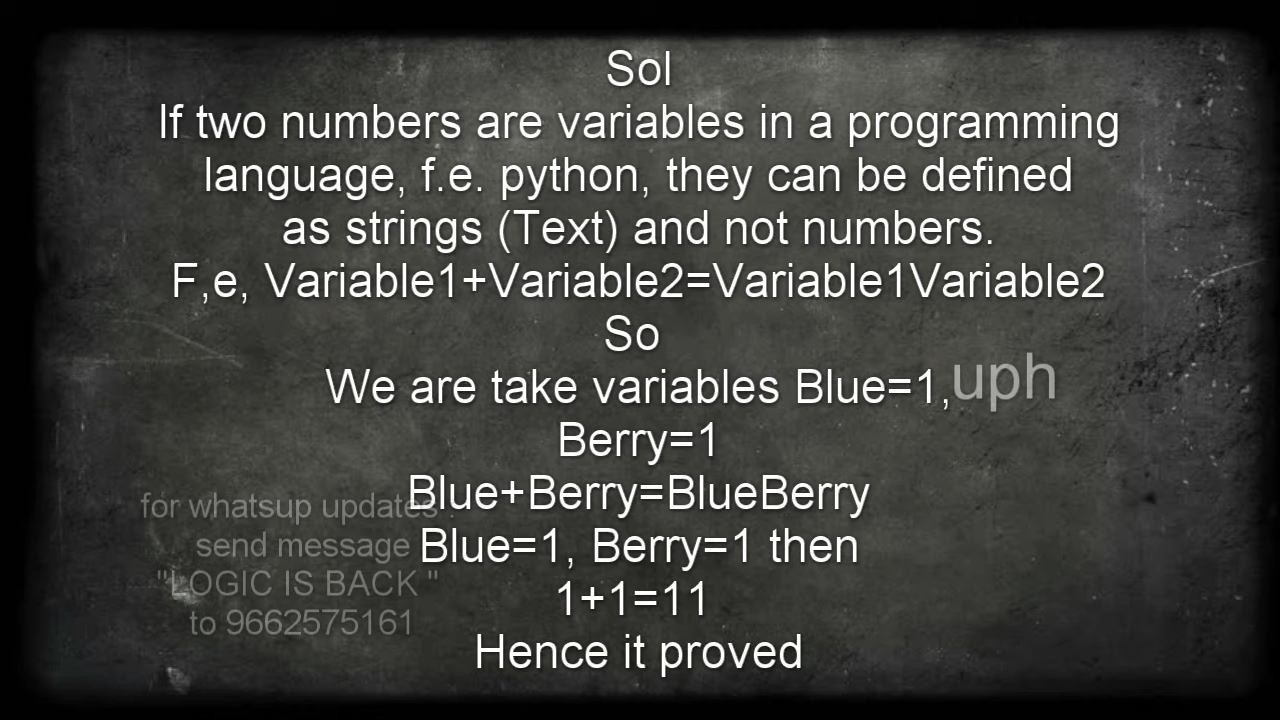 Sol
If two numbers are variables in a programming
language, f.e. python, they can be defined
as strings (Text) and not numbers.
F,e, Variable1+Variable2=Variable1Variable2
So
We are take variables Blue=1,
uph
Berry=1
Blue+Berry=BlueBerry
Blue=1, Berry=1 then
1+1=11
Hence it proved
for whatsup updates :
send message
"LOGIC IS BACK "
to 9662575161